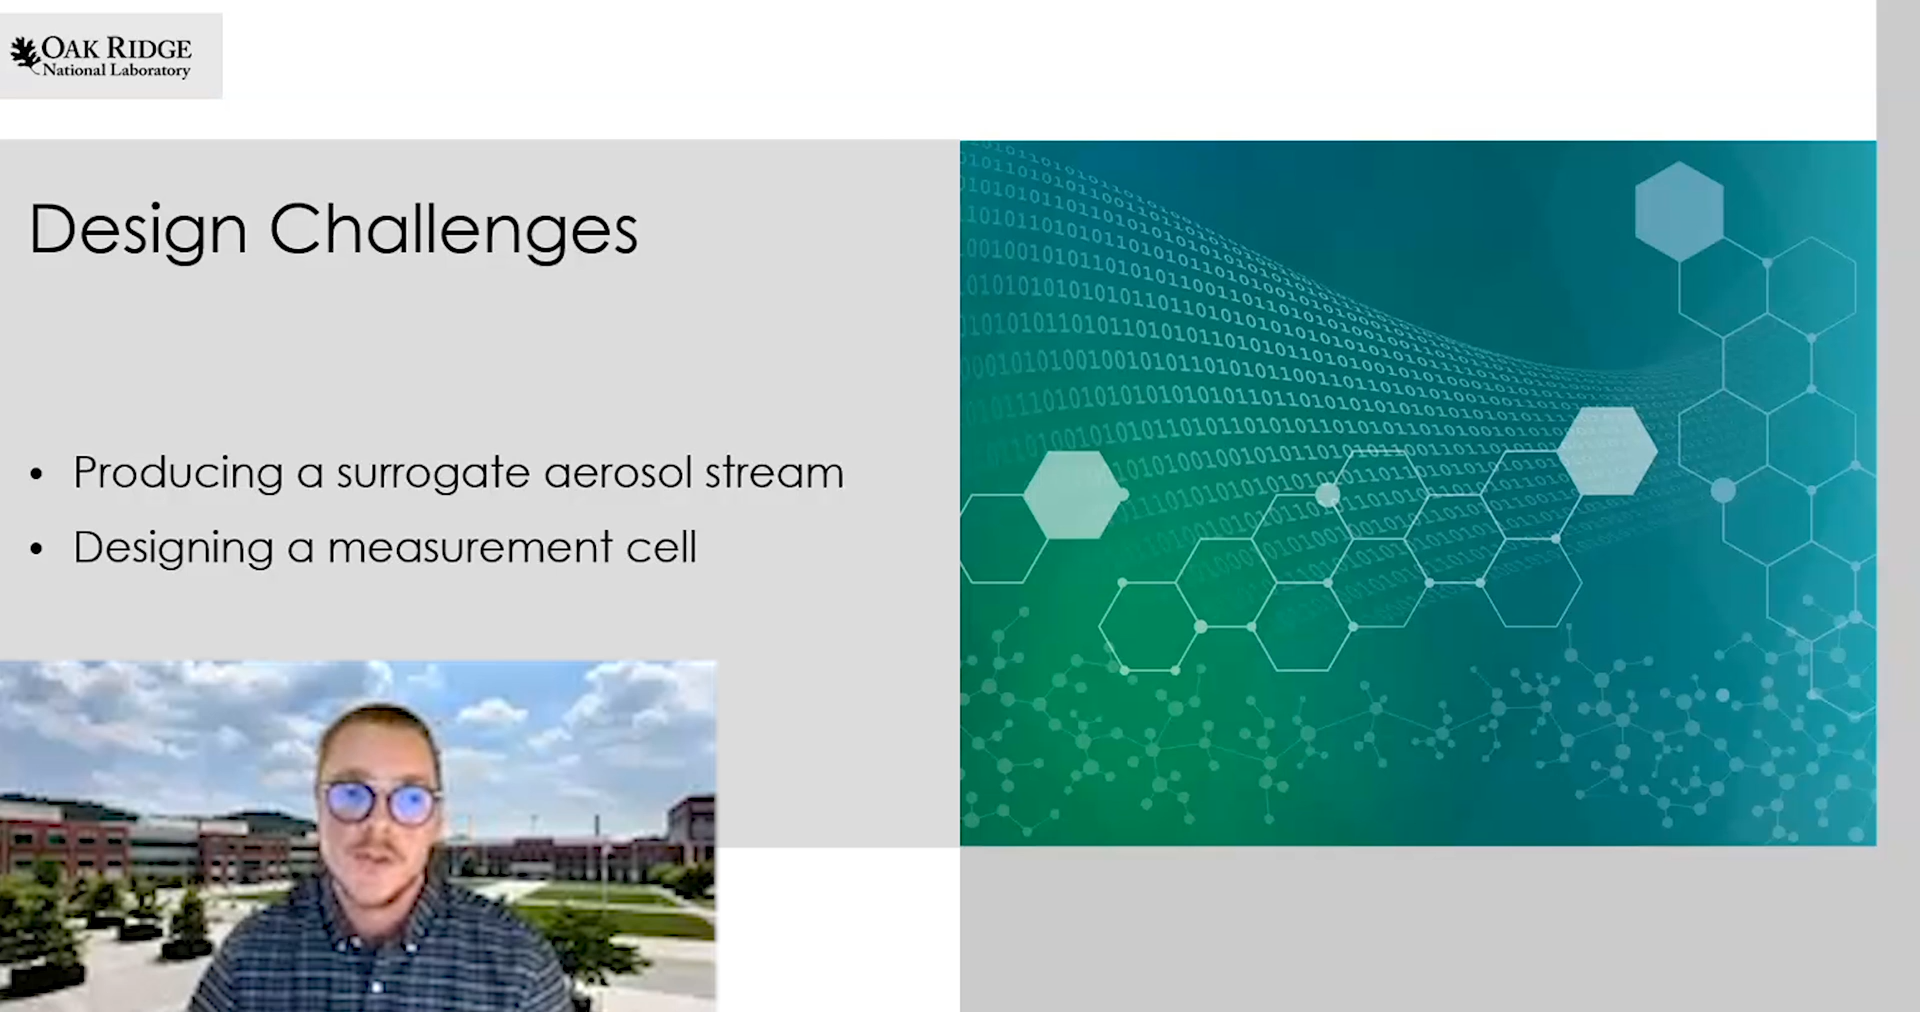 OAK RIDGE
National Laboratory
Design Challenges
• Producing a surrogate aerosol stream
• Designing a measurement cell